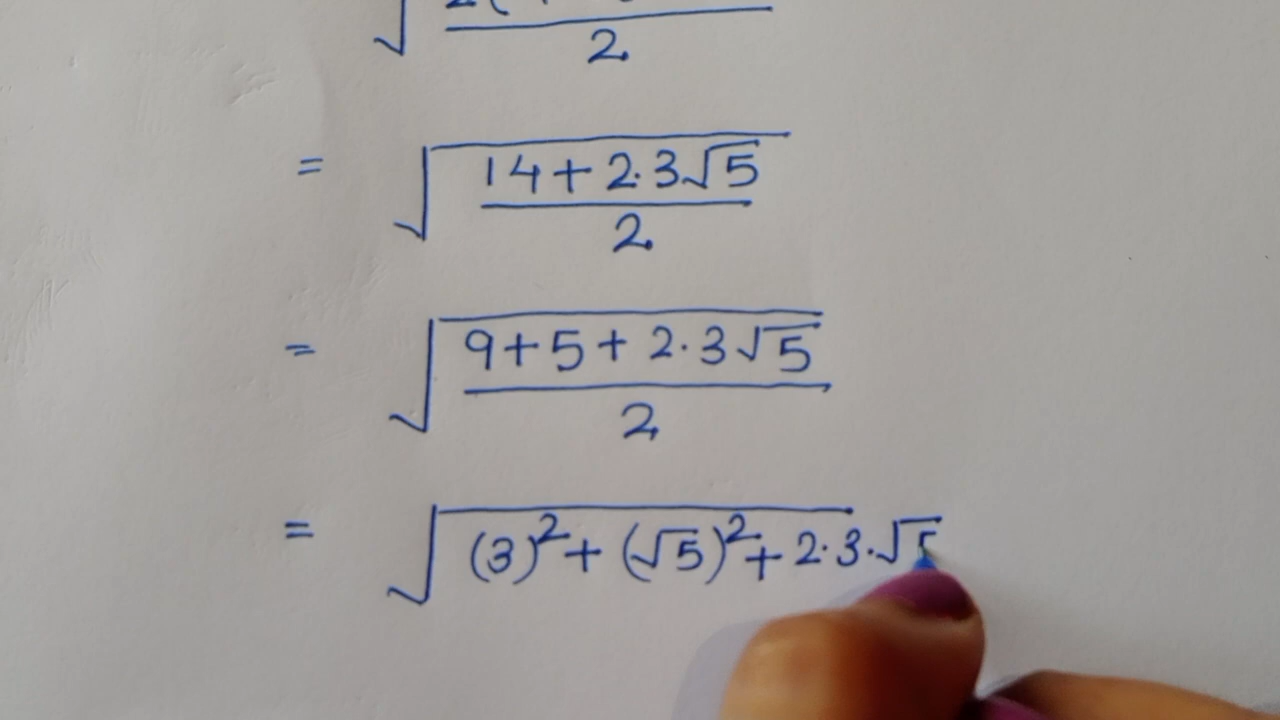 2
= √ 14 + 2.3√5
2
= √ 9+5+ 2.3√5
2
= √ (3)² + (√5)² + 2.3.√5